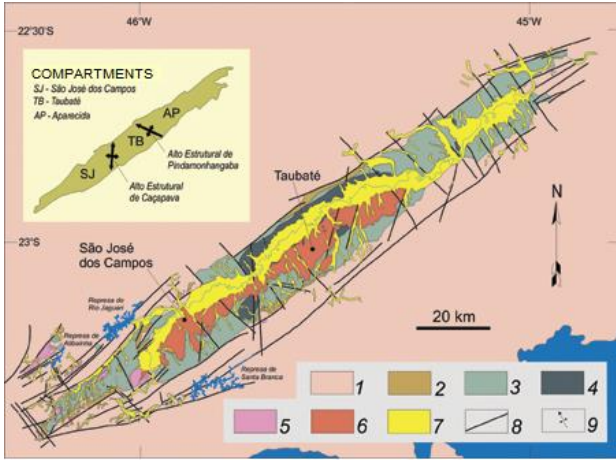 46°W
45°W
22°30'S
COMPARTMENTS
SJ - São José dos Campos
TB - Taubaté
AP - Aparecida
AP
TB
SJ
Alto Estrutural de
Pindamonhangaba
Alto Estrutural
de Caçapava
Taubaté
N
23°S
São José
dos Campos
Represa do
Rio Jaguari
Represa de
Atibainha
20 km
Represa de
Santa Branca
1
2
3
4
5
6
7
8
9